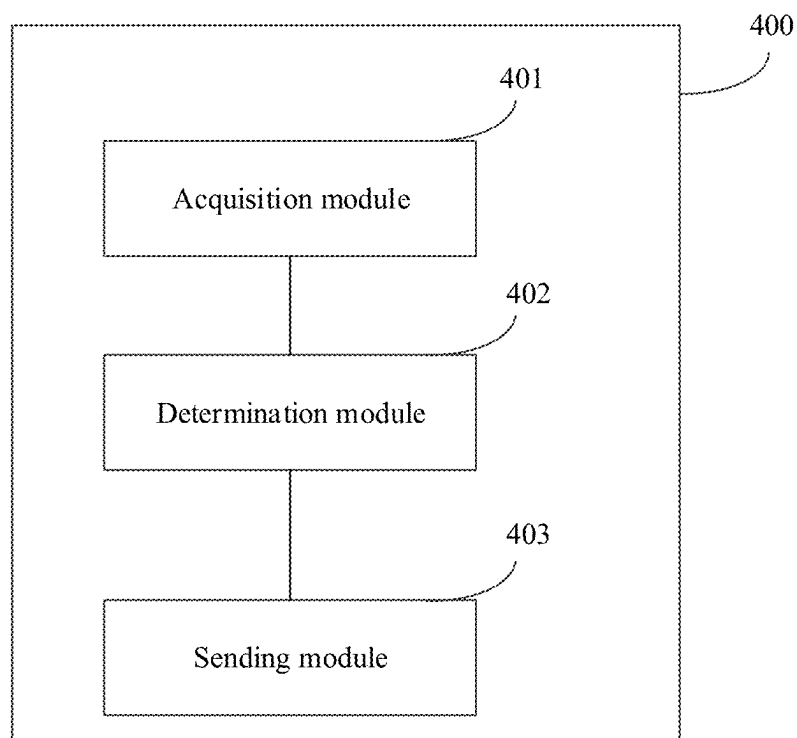 400
401
Acquisition module
402
Determination module
403
Sending module